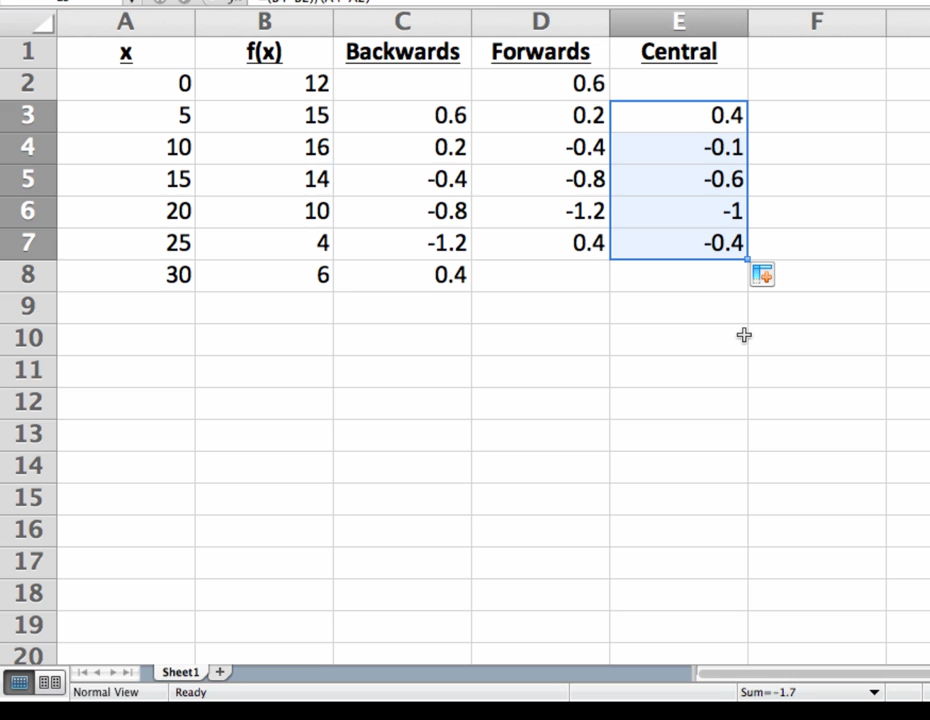 A B C D E F
1 x f(x) Backwards Forwards Central
2 0 12 0.6
3 5 15 0.6 0.2 0.4
4 10 16 0.2 -0.4 -0.1
5 15 14 -0.4 -0.8 -0.6
6 20 10 -0.8 -1.2 -1
7 25 4 -1.2 0.4 -0.4
8 30 6 0.4
9
10
11
12
13
14
15
16
17
18
19
20
Sheet1
Normal View Ready Sum=-1.7